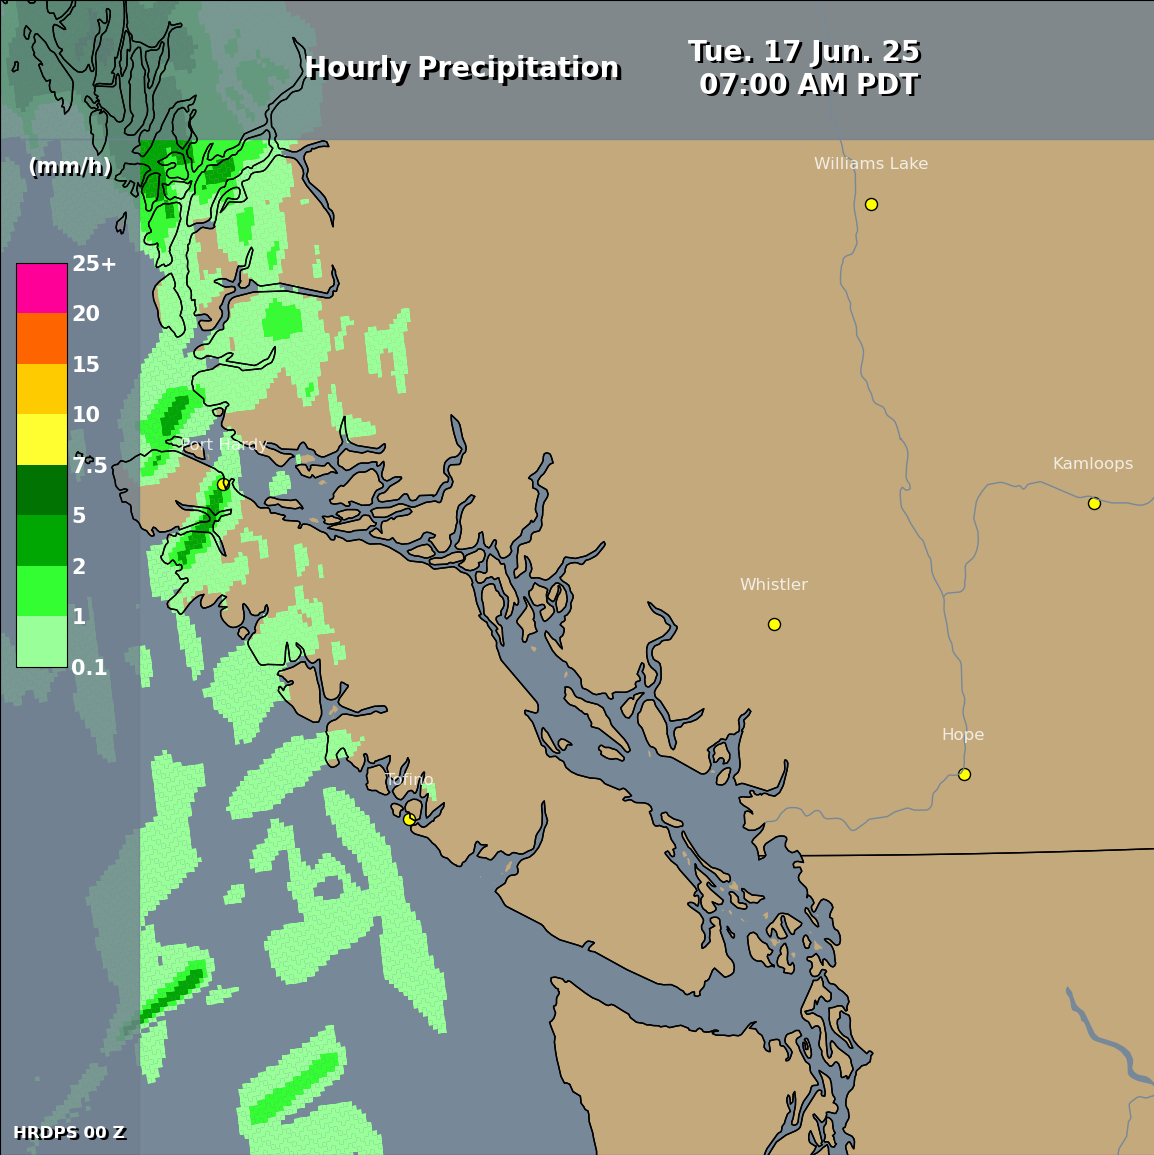 Hourly Precipitation
Tue. 17 Jun. 25
07:00 AM PDT
(mm/h)
Williams Lake
25+
20
15
10
7.5
5
2
1
0.1
Port Hardy
Kamloops
Whistler
Hope
Tofino
HRDPS 00 Z